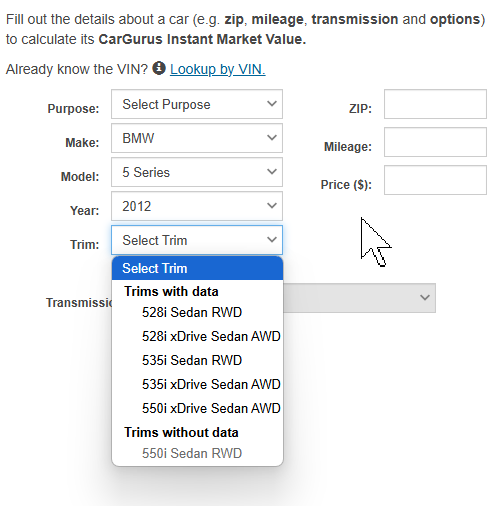 Fill out the details about a car (e.g. zip, mileage, transmission and options)
to calculate its CarGurus Instant Market Value.
Already know the VIN? Lookup by VIN.
Purpose: Select Purpose
ZIP:
Make: BMW
Mileage:
Model: 5 Series
Price ($):
Year: 2012
Trim: Select Trim
Select Trim
Trims with data
528i Sedan RWD
Transmissi
528i xDrive Sedan AWD
535i Sedan RWD
535i xDrive Sedan AWD
550i xDrive Sedan AWD
Trims without data
550i Sedan RWD